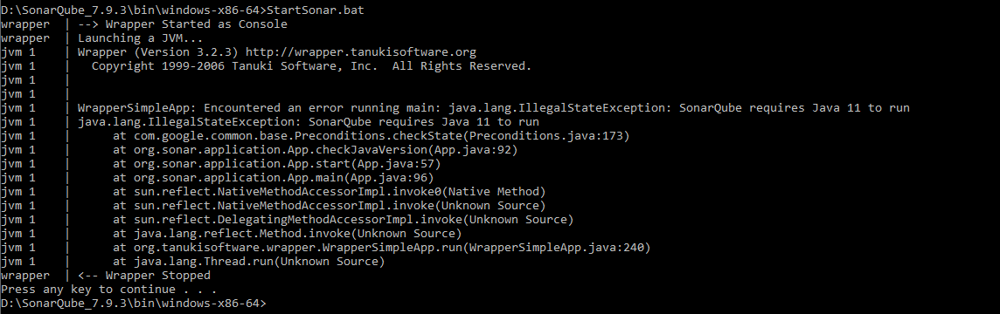 D:\SonarQube_7.9.3\bin\windows-x86-64>StartSonar.bat
wrapper  | --> Wrapper Started as Console
wrapper  | Launching a JVM...
jvm 1    | Wrapper (Version 3.2.3) http://wrapper.tanukisoftware.org
jvm 1    |   Copyright 1999-2006 Tanuki Software, Inc.  All Rights Reserved.
jvm 1    |
jvm 1    |
jvm 1    | WrapperSimpleApp: Encountered an error running main: java.lang.IllegalStateException: SonarQube requires Java 11 to run
jvm 1    | java.lang.IllegalStateException: SonarQube requires Java 11 to run
jvm 1    |      at com.google.common.base.Preconditions.checkState(Preconditions.java:173)
jvm 1    |      at org.sonar.application.App.checkJavaVersion(App.java:92)
jvm 1    |      at org.sonar.application.App.start(App.java:57)
jvm 1    |      at org.sonar.application.App.main(App.java:96)
jvm 1    |      at sun.reflect.NativeMethodAccessorImpl.invoke0(Native Method)
jvm 1    |      at sun.reflect.NativeMethodAccessorImpl.invoke(Unknown Source)
jvm 1    |      at sun.reflect.DelegatingMethodAccessorImpl.invoke(Unknown Source)
jvm 1    |      at java.lang.reflect.Method.invoke(Unknown Source)
jvm 1    |      at org.tanukisoftware.wrapper.WrapperSimpleApp.run(WrapperSimpleApp.java:240)
jvm 1    |      at java.lang.Thread.run(Unknown Source)
wrapper  | <-- Wrapper Stopped
Press any key to continue . . .
D:\SonarQube_7.9.3\bin\windows-x86-64>